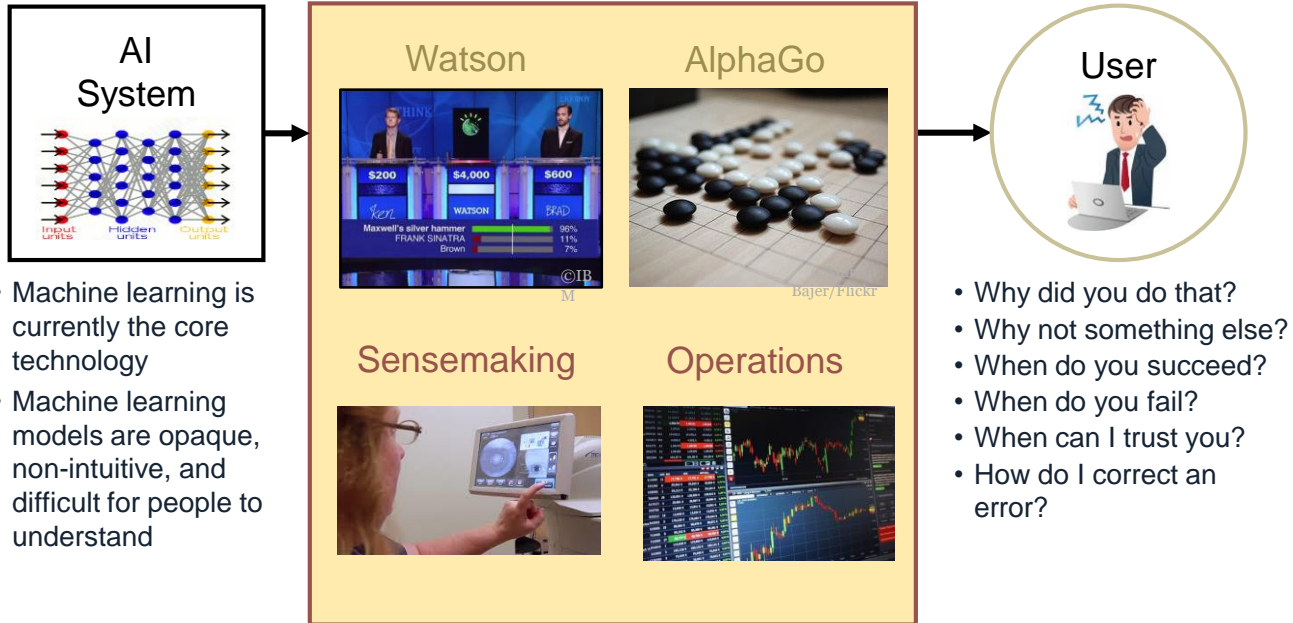 AI
System
Input
units
Hidden
units
Output
units
• Machine learning is
currently the core
technology
• Machine learning
models are opaque,
non-intuitive, and
difficult for people to
understand
Watson
AlphaGo
THINK
$200
$4,000
$600
Ken
WATSON
BRAD
Maxwell's silver hammer 96%
FRANK SINATRA 11%
Brown 7%
©IB
M
Bajer/Flickr
Sensemaking
Operations
User
• Why did you do that?
• Why not something else?
• When do you succeed?
• When do you fail?
• When can I trust you?
• How do I correct an
error?